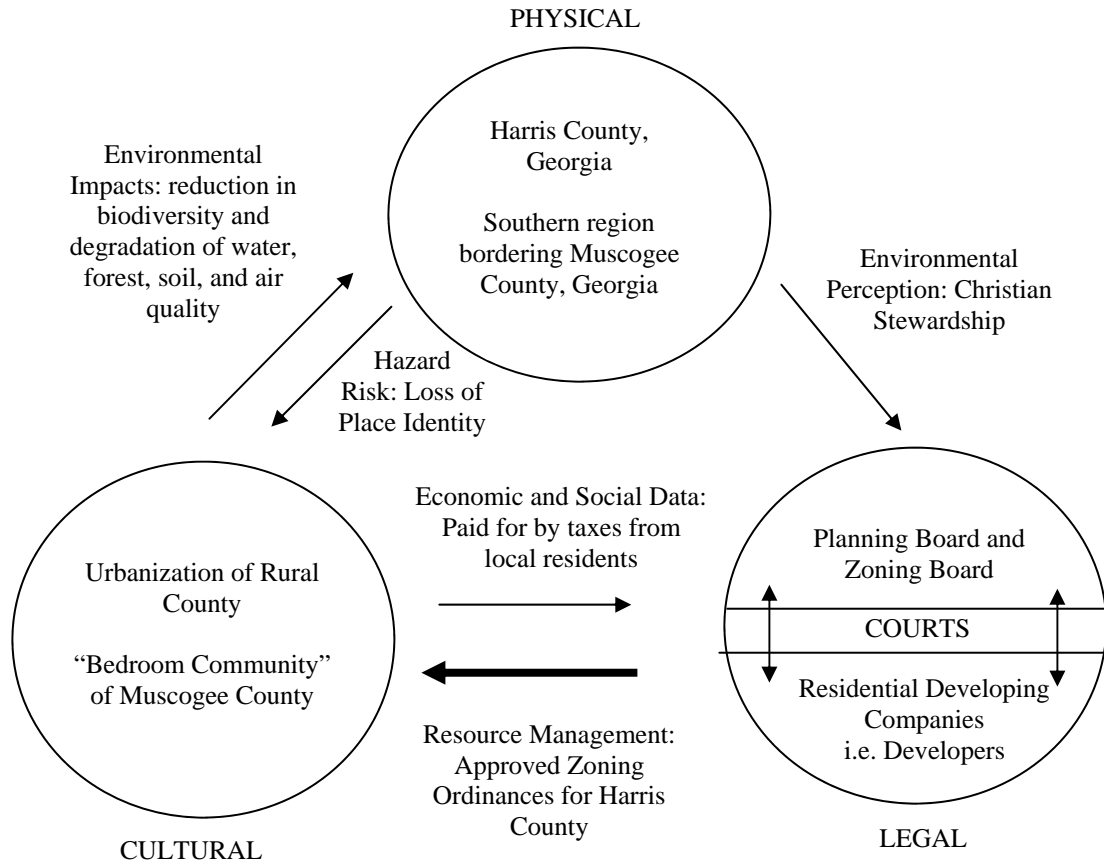 PHYSICAL
Harris County,
Georgia
Southern region
bordering Muscogee
County, Georgia
Environmental
Impacts: reduction in
biodiversity and
degradation of water,
forest, soil, and air
quality
Environmental
Perception: Christian
Stewardship
Hazard
Risk: Loss of
Place Identity
Economic and Social Data:
Paid for by taxes from
local residents
Urbanization of Rural
County
“Bedroom Community”
of Muscogee County
Planning Board and
Zoning Board
COURTS
Residential Developing
Companies
i.e. Developers
Resource Management:
Approved Zoning
Ordinances for Harris
County
CULTURAL
LEGAL